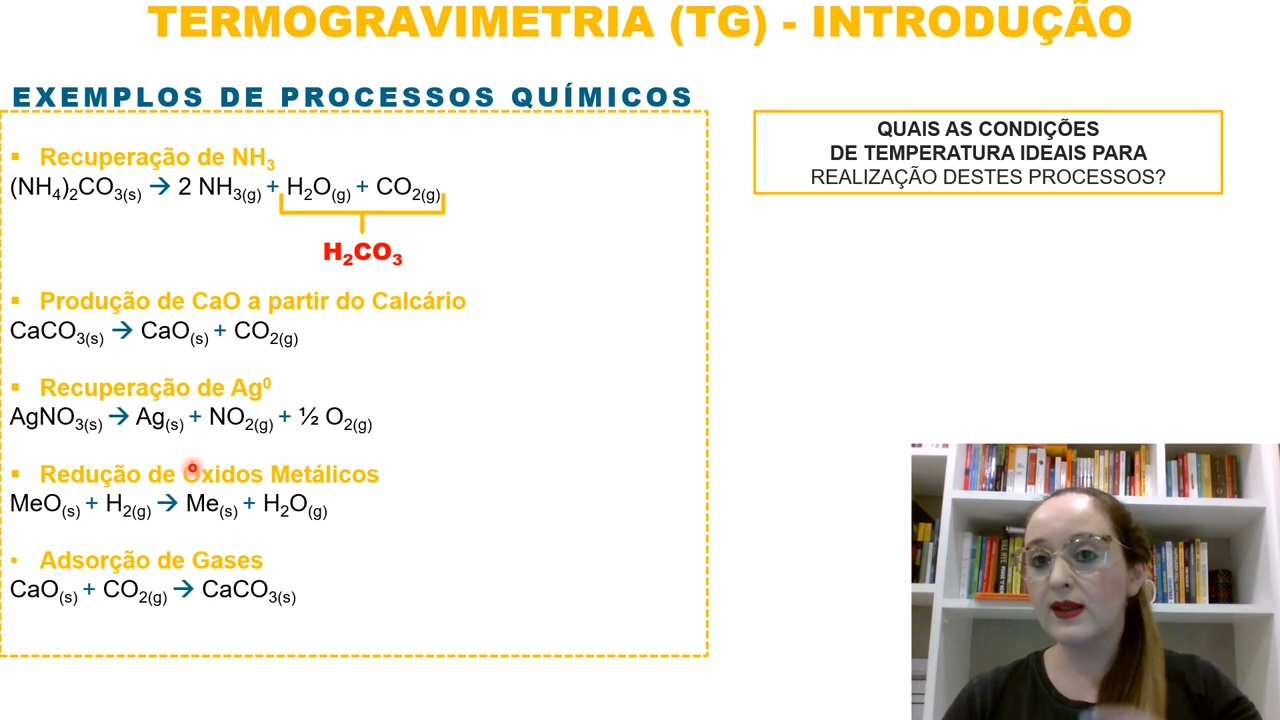 TERMOGRAVIMETRIA (TG) - INTRODUÇÃO
EXEMPLOS DE PROCESSOS QUÍMICOS
▪ Recuperação de NH₃
(NH₄)₂CO₃₍ₛ₎ → 2 NH₃(g) + H₂O(g) + CO₂(g)
H₂CO₃
▪ Produção de CaO a partir do Calcário
CaCO₃(s) → CaO(s) + CO₂(g)
▪ Recuperação de Ag⁰
AgNO₃(s) → Ag(s) + NO₂(g) + ½ O₂(g)
▪ Redução de Óxidos Metálicos
MeO(s) + H₂(g) → Me(s) + H₂O(g)
• Adsorção de Gases
CaO(s) + CO₂(g) → CaCO₃(s)
QUAIS AS CONDIÇÕES
DE TEMPERATURA IDEAIS PARA
REALIZAÇÃO DESTES PROCESSOS?